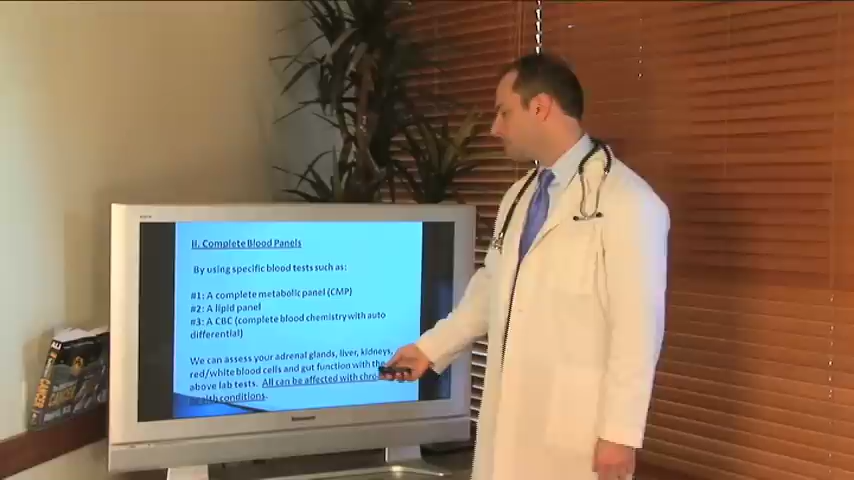 II. Complete Blood Panels
By using specific blood tests such as:
#1: A complete metabolic panel (CMP)
#2: A lipid panel
#3: A CBC (complete blood chemistry with auto
differential)
We can assess your adrenal glands, liver, kidneys,
red/white blood cells and gut function with the
above lab tests. All can be affected with
health conditions.